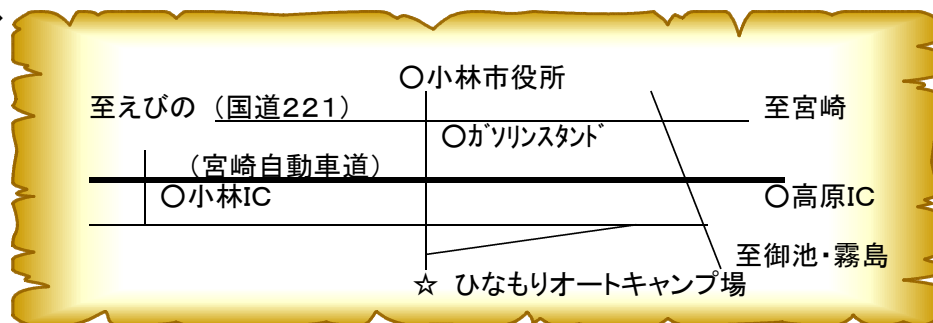 ○小林市役所
至えびの (国道221) 至宮崎
○ガソリンスタンド
(宮崎自動車道)
○小林IC ○高原IC
至御池・霧島
☆ ひなもりオートキャンプ場